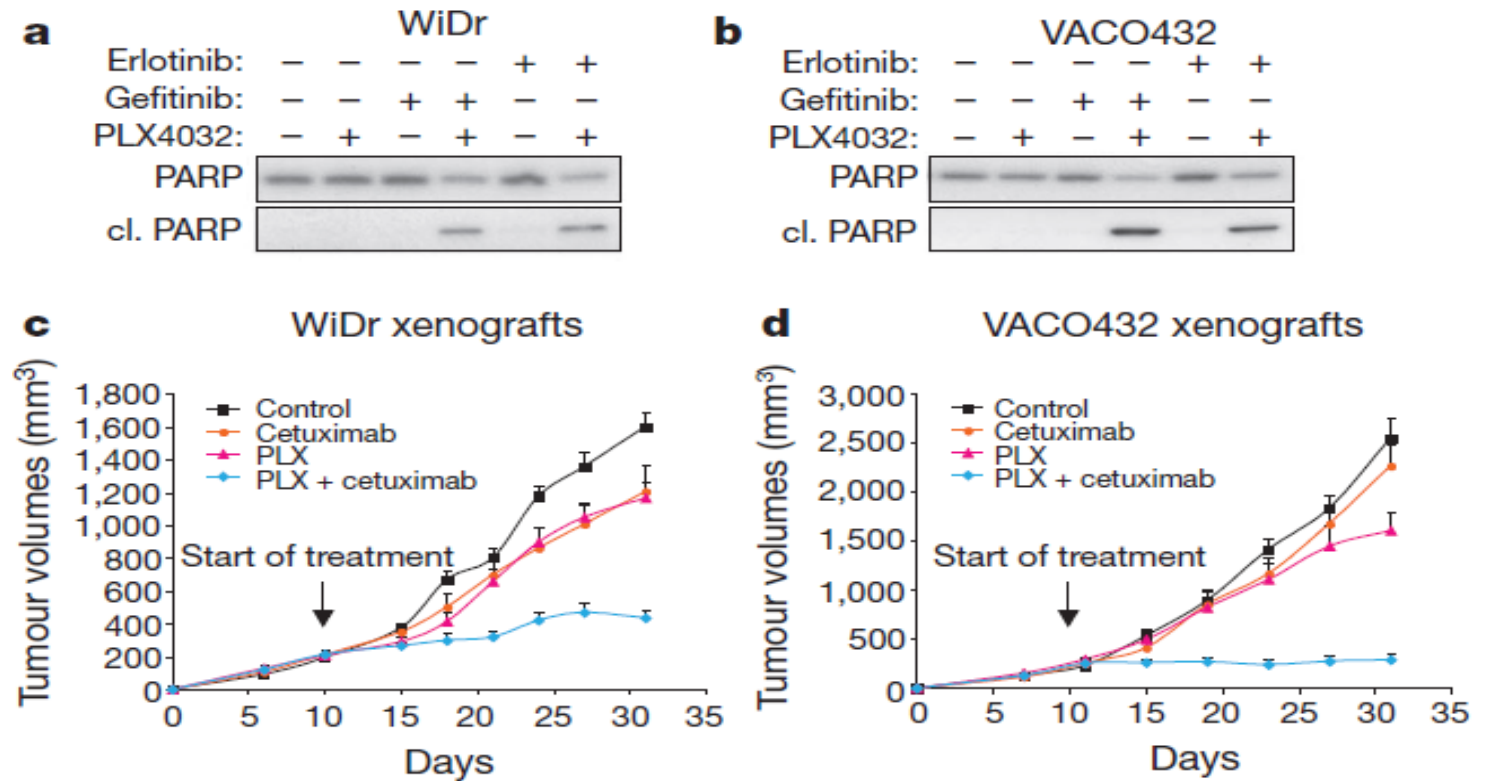 a
WiDr
Erlotinib: – – – – + +
Gefitinib: – – + + – –
PLX4032: – + – + – +
PARP
cl. PARP
b
VACO432
Erlotinib: – – – – + +
Gefitinib: – – + + – –
PLX4032: – + – + – +
PARP
cl. PARP
c
WiDr xenografts
Tumour volumes (mm³)
1,800
1,600
1,400
1,200
1,000
800
600
400
200
0
Control
Cetuximab
PLX
PLX + cetuximab
Start of treatment
0 5 10 15 20 25 30 35
Days
d
VACO432 xenografts
Tumour volumes (mm³)
3,000
2,500
2,000
1,500
1,000
500
0
Control
Cetuximab
PLX
PLX + cetuximab
Start of treatment
0 5 10 15 20 25 30 35
Days